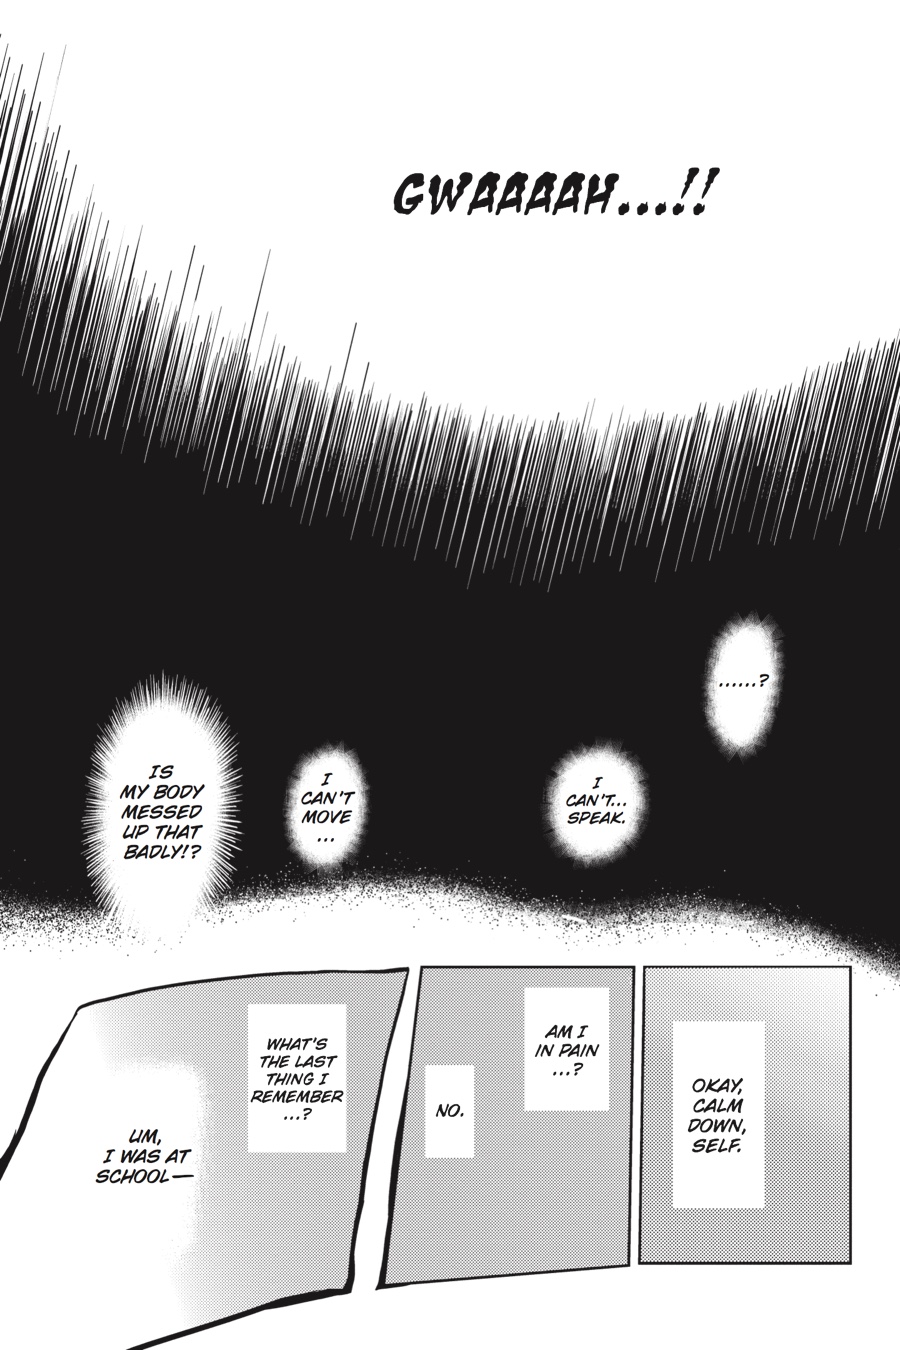 GWAAAAH...!!
......?
I
CAN'T...
SPEAK.
I
CAN'T
MOVE
...
IS
MY BODY
MESSED
UP THAT
BADLY!?
OKAY,
CALM
DOWN,
SELF.
AM I
IN PAIN
...?
NO.
WHAT'S
THE LAST
THING I
REMEMBER
...?
UM,
I WAS AT
SCHOOL—